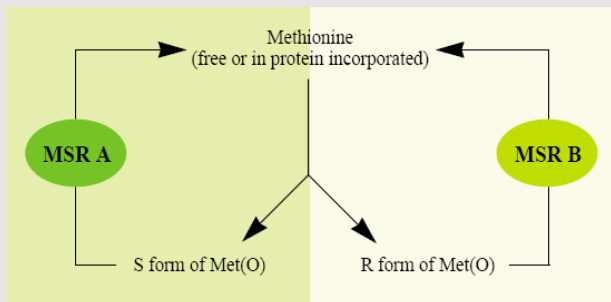 Methionine
(free or in protein incorporated)
MSR A
MSR B
S form of Met(O)
R form of Met(O)